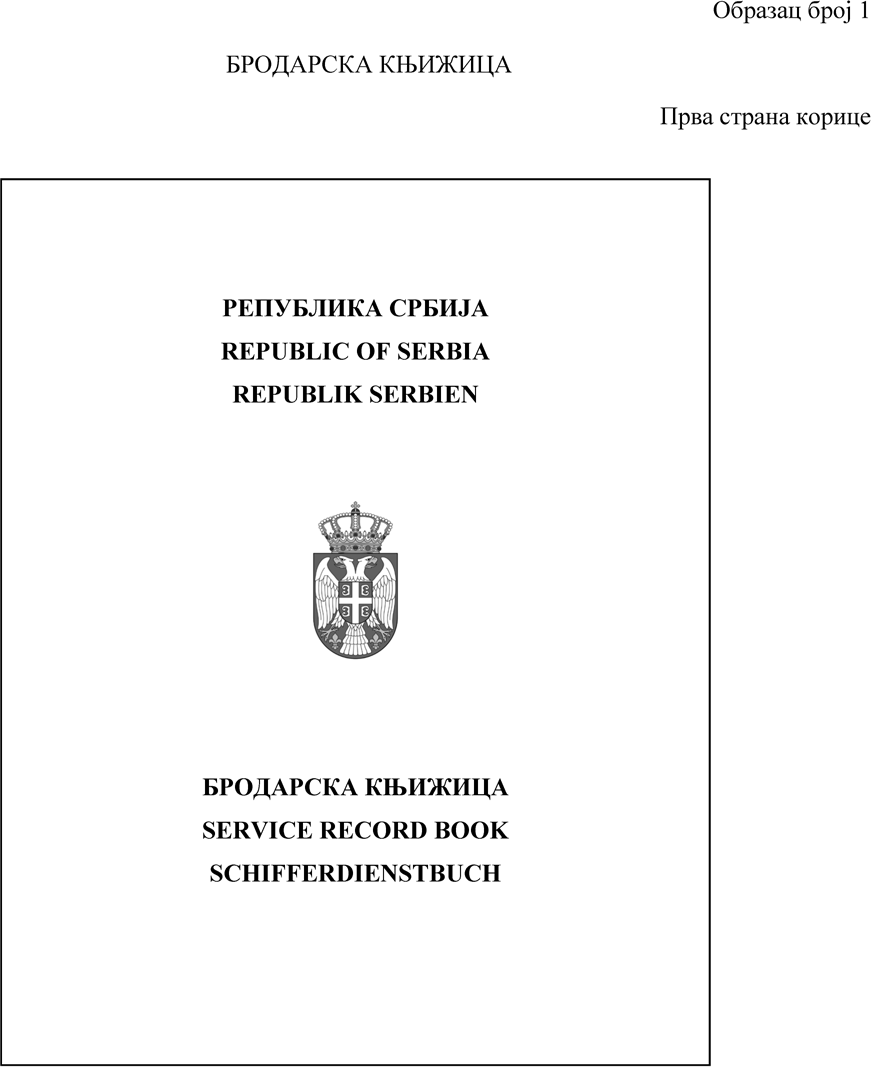 Образац број 1
БРОДАРСКА КЊИЖИЦА
Прва страна корице
РЕПУБЛИКА СРБИЈА
REPUBLIC OF SERBIA
REPUBLIK SERBIEN
БРОДАРСКА КЊИЖИЦА
SERVICE RECORD BOOK
SCHIFFERDIENSTBUCH